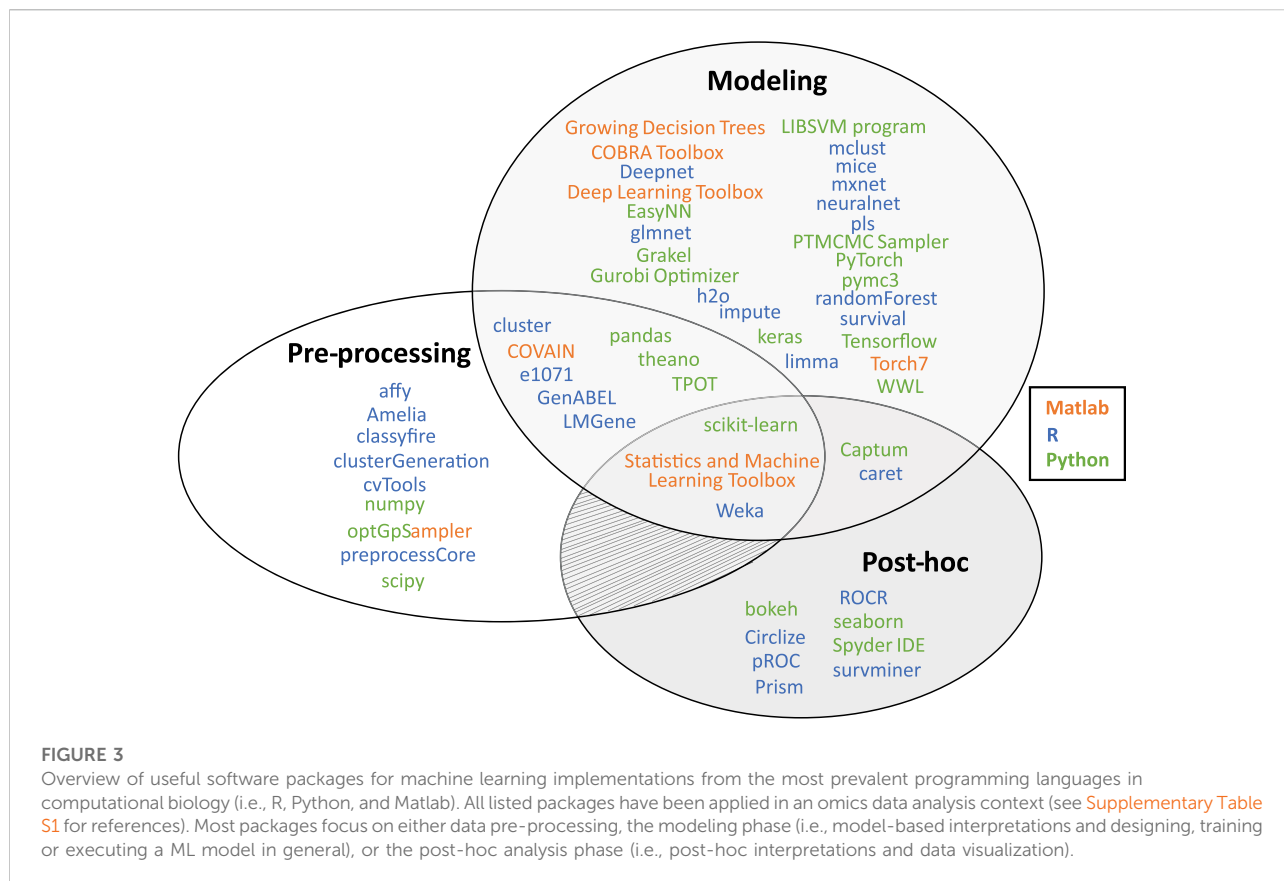 Modeling
Growing Decision Trees
COBRA Toolbox
Deepnet
Deep Learning Toolbox
EasyNN
glmnet
Grakel
Gurobi Optimizer
h2o
impute
LIBSVM program
mclust
mice
mxnet
neuralnet
pls
PTMCMC Sampler
PyTorch
pymc3
randomForest
survival
keras
Tensorflow
limma
Torch7
WWL
Pre-processing
affy
Amelia
classyfire
clusterGeneration
cvTools
numpy
optGpSampler
preprocessCore
scipy
cluster
COVAIN
e1071
GenABEL
LMGene
pandas
theano
TPOT
scikit-learn
Statistics and Machine
Learning Toolbox
Weka
Captum
caret
Matlab
R
Python
Post-hoc
bokeh
Circlize
pROC
Prism
ROCR
seaborn
Spyder IDE
survminer
FIGURE 3
Overview of useful software packages for machine learning implementations from the most prevalent programming languages in
computational biology (i.e., R, Python, and Matlab). All listed packages have been applied in an omics data analysis context (see Supplementary Table
S1 for references). Most packages focus on either data pre-processing, the modeling phase (i.e., model-based interpretations and designing, training
or executing a ML model in general), or the post-hoc analysis phase (i.e., post-hoc interpretations and data visualization).